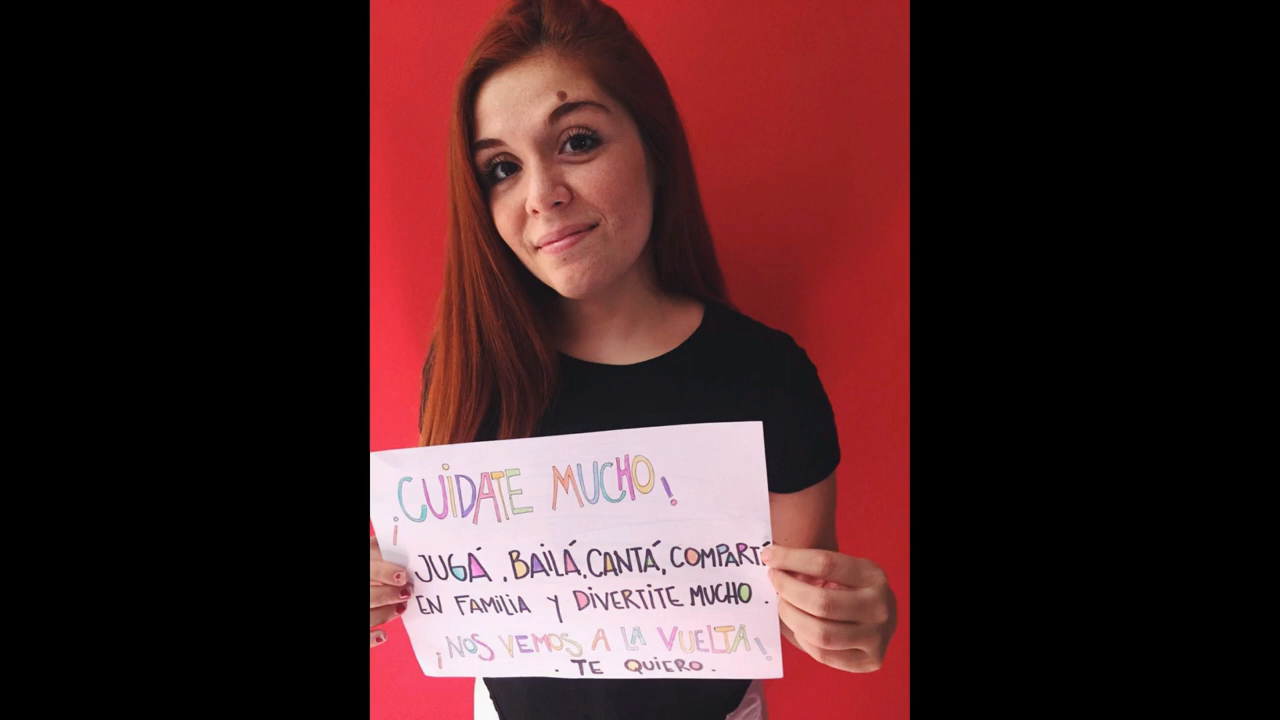 ¡CUIDATE MUCHO!
JUGÁ, BAILÁ, CANTÁ, COMPARTÍ
EN FAMILIA Y DIVERTITE MUCHO.
¡NOS VEMOS A LA VUELTA!
. TE QUIERO .